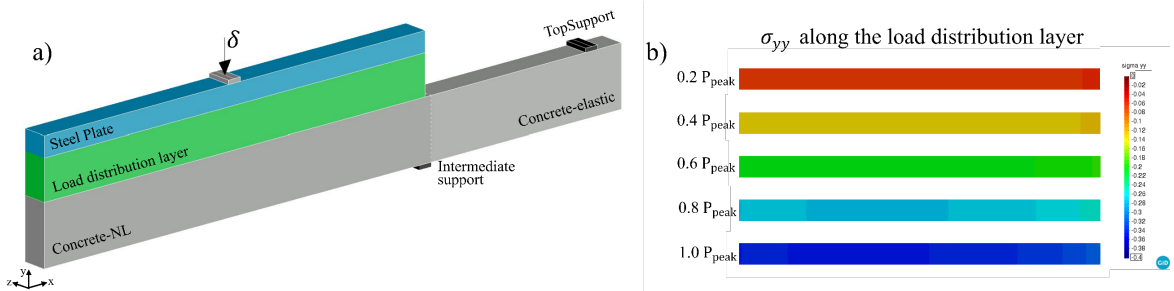 a)
δ
TopSupport
Steel Plate
Load distribution layer
Concrete-NL
Concrete-elastic
Intermediate
support
y
z
x
b)
σyy along the load distribution layer
0.2 Ppeak
0.4 Ppeak
0.6 Ppeak
0.8 Ppeak
1.0 Ppeak
sigma yy
0
-0.02
-0.04
-0.06
-0.08
-0.1
-0.12
-0.14
-0.16
-0.18
-0.2
-0.22
-0.24
-0.26
-0.28
-0.3
-0.32
-0.34
-0.36
-0.38
-0.4
GiD